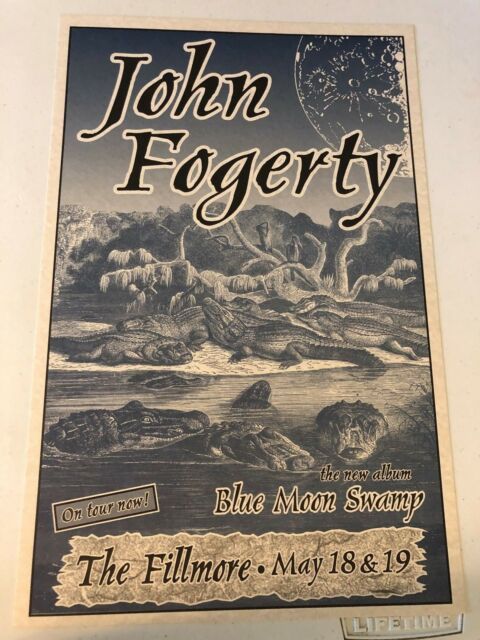 John
Fogerty
the new album
Blue Moon Swamp
On tour now!
The Fillmore • May 18 & 19
LIFETIME